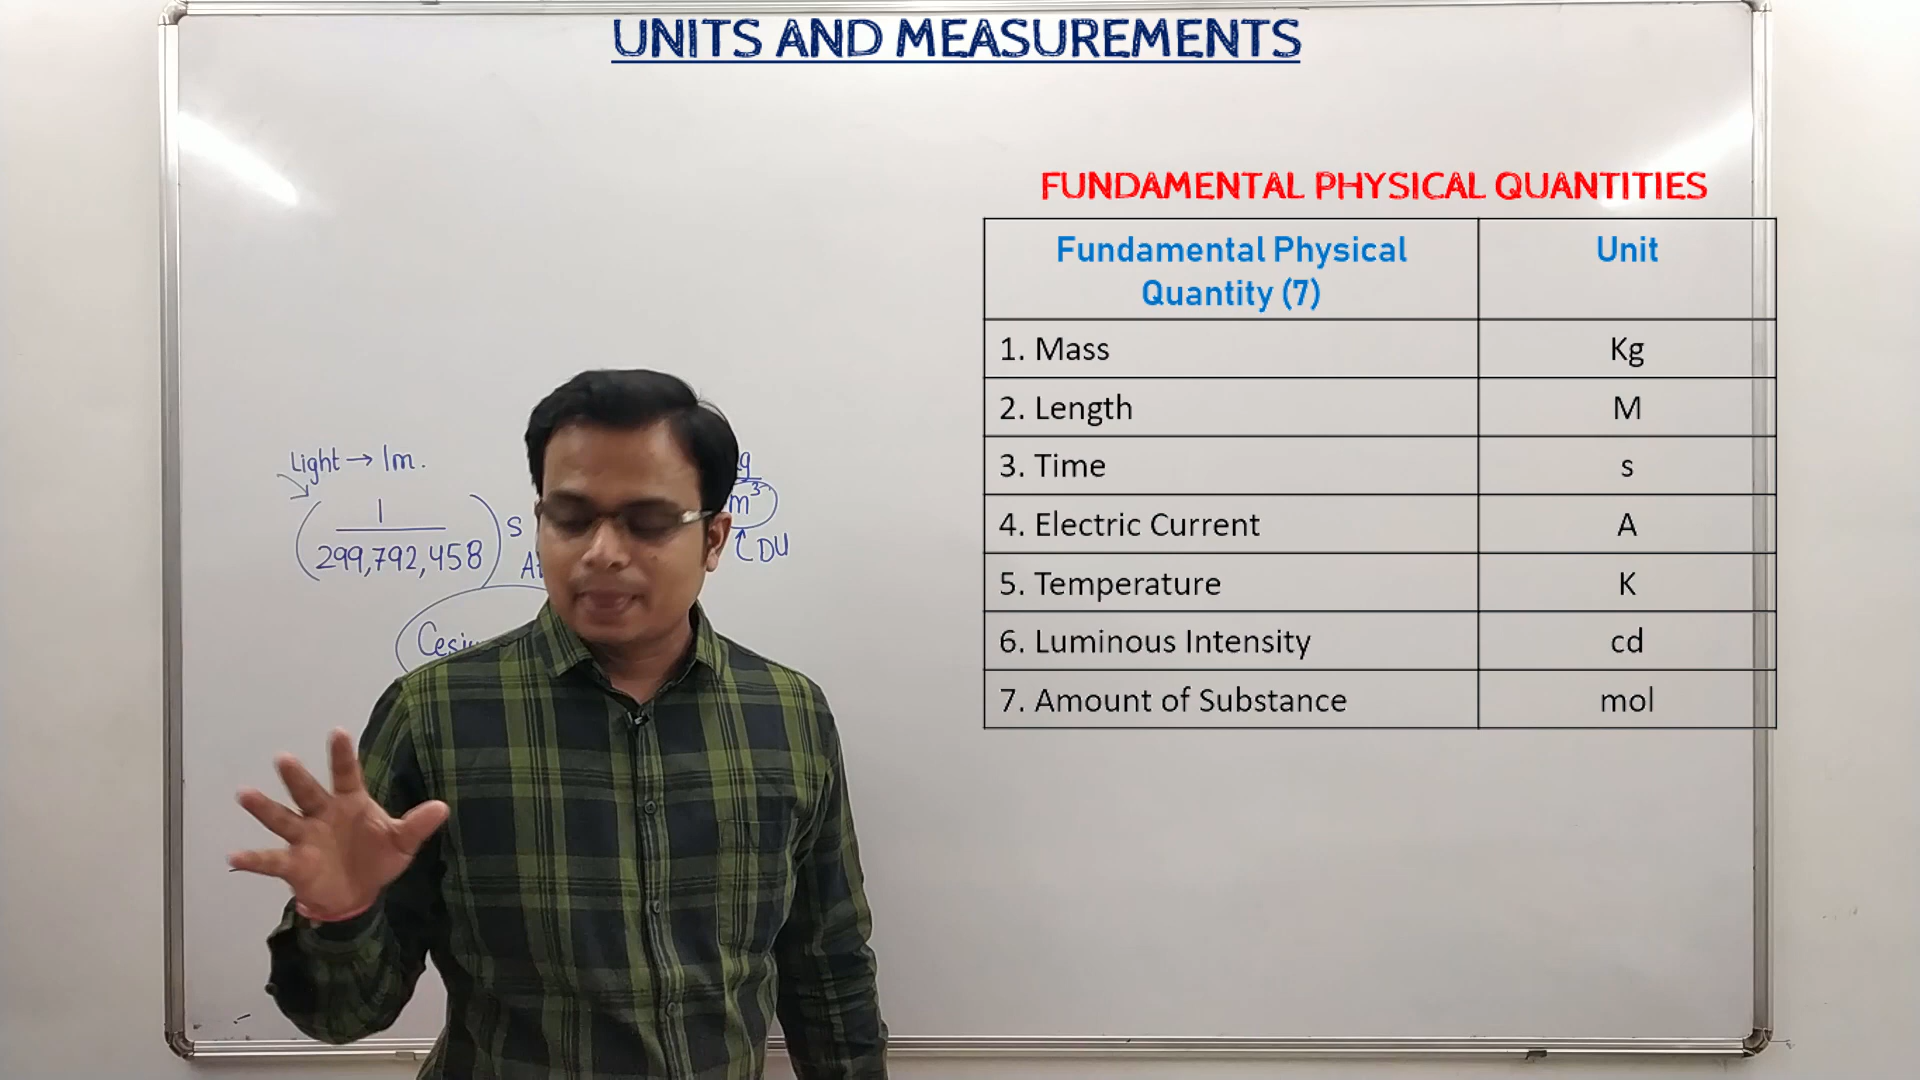 UNITS AND MEASUREMENTS
Light → 1m.
1
299,792,458
s
m³
DU
FUNDAMENTAL PHYSICAL QUANTITIES
Fundamental Physical Quantity (7) Unit
1. Mass Kg
2. Length M
3. Time s
4. Electric Current A
5. Temperature K
6. Luminous Intensity cd
7. Amount of Substance mol